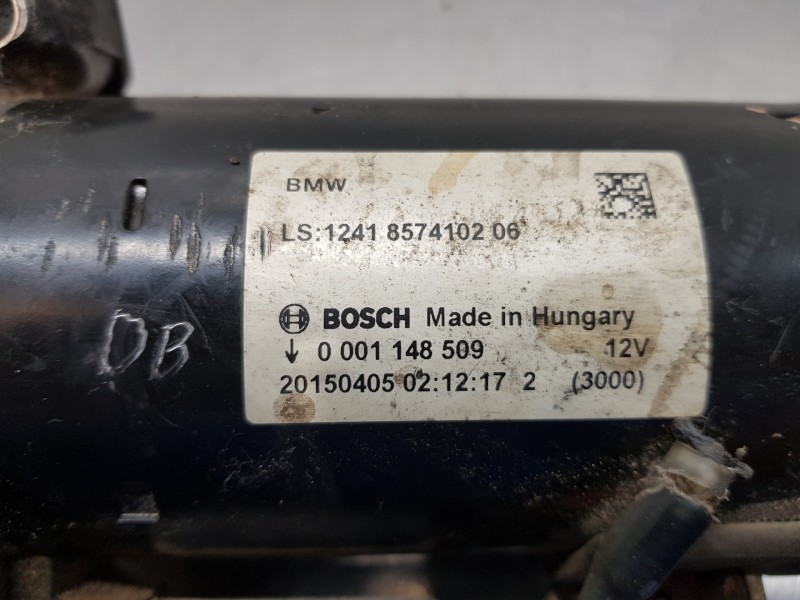 BMW
LS:1241 8574102 06
BOSCH Made in Hungary
↓ 0 001 148 509 12V
20150405 02:12:17 2 (3000)
DB